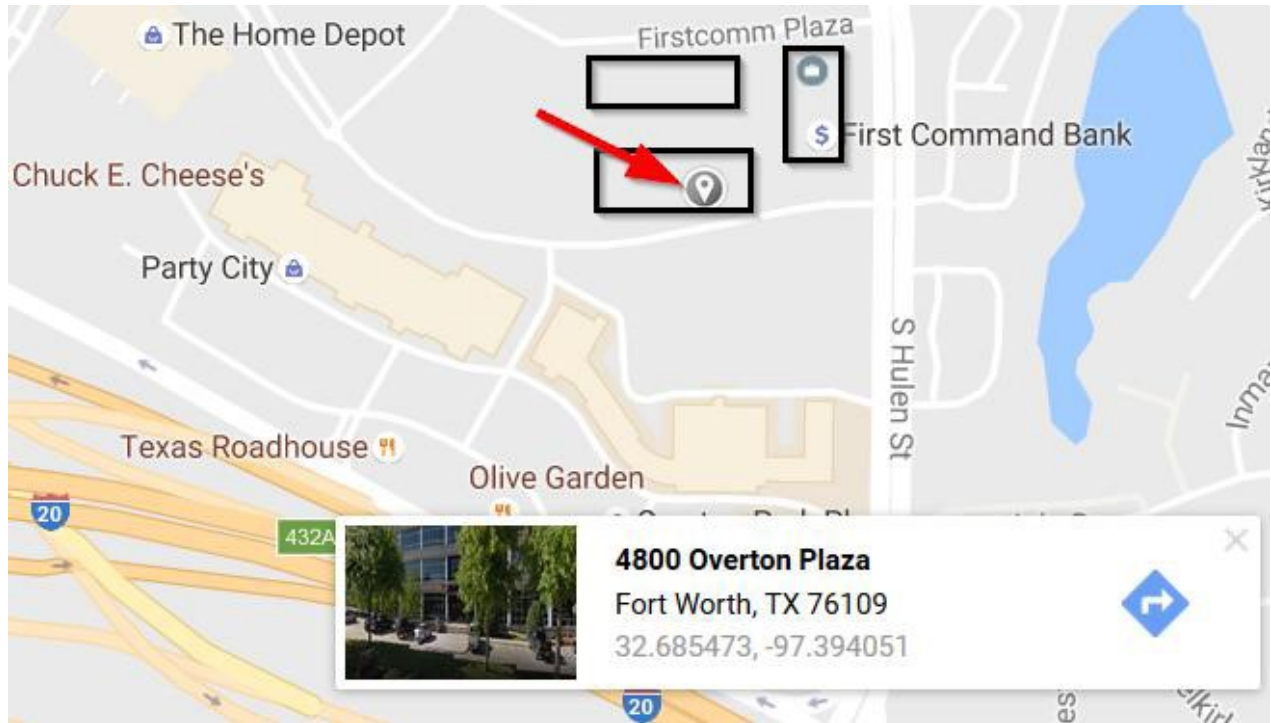 The Home Depot
Firstcomm Plaza
$ First Command Bank
Chuck E. Cheese's
Party City
S Hulen St
Texas Roadhouse
Olive Garden
20
432A
4800 Overton Plaza
Fort Worth, TX 76109
32.685473, -97.394051
20